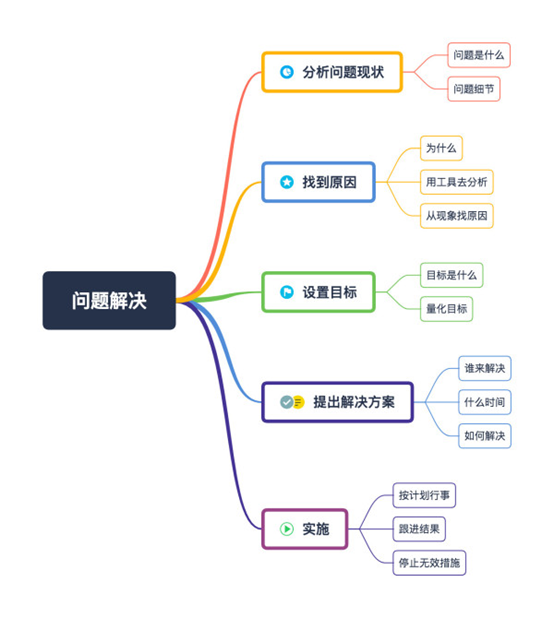 问题解决
分析问题现状
问题是什么
问题细节
找到原因
为什么
用工具去分析
从现象找原因
设置目标
目标是什么
量化目标
提出解决方案
谁来解决
什么时间
如何解决
实施
按计划行事
跟进结果
停止无效措施